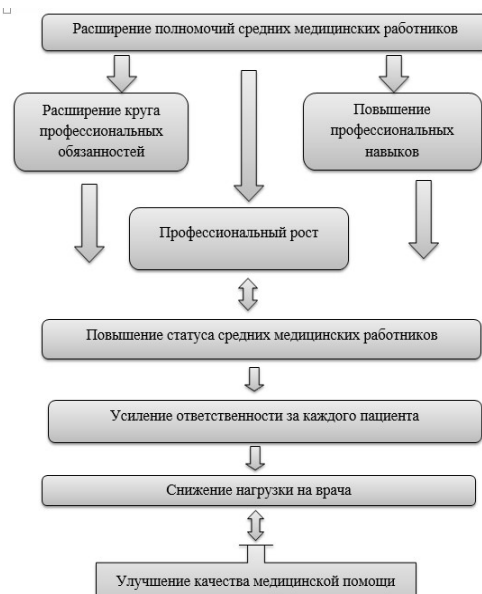 Расширение полномочий средних медицинских работников
Расширение круга
профессиональных
обязанностей
Повышение
профессиональных
навыков
Профессиональный рост
Повышение статуса средних медицинских работников
Усиление ответственности за каждого пациента
Снижение нагрузки на врача
Улучшение качества медицинской помощи